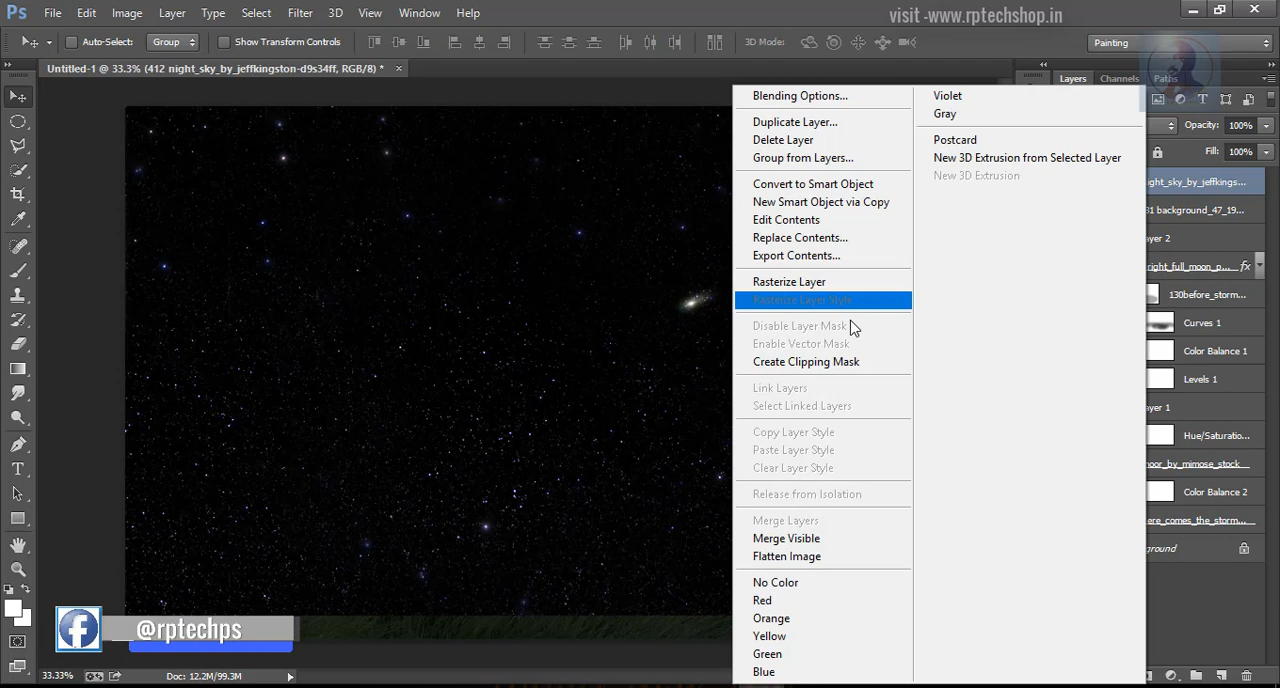 visit -www.rptechshop.in
Ps File Edit Image Layer Type Select Filter 3D View Window Help
Auto-Select: Group Show Transform Controls 3D Mode: Painting
Untitled-1 @ 33.3% (412 night_sky_by_jeffkingston-d9s34ff, RGB/8) * ×
Layers Channels Paths
Opacity: 100%
Fill: 100%
Blending Options...
Duplicate Layer...
Delete Layer
Group from Layers...
Convert to Smart Object
New Smart Object via Copy
Edit Contents
Replace Contents...
Export Contents...
Rasterize Layer
Rasterize Layer Style
Disable Layer Mask
Enable Vector Mask
Create Clipping Mask
Link Layers
Select Linked Layers
Copy Layer Style
Paste Layer Style
Clear Layer Style
Release from Isolation
Merge Layers
Merge Visible
Flatten Image
No Color
Red
Orange
Yellow
Green
Blue
Violet
Gray
Postcard
New 3D Extrusion from Selected Layer
New 3D Extrusion
ight_sky_by_jeffkings...
31 background_47_19...
ayer 2
right_full_moon_p... fx
130before_storm...
Curves 1
Color Balance 1
Levels 1
ayer 1
Hue/Saturatio...
oor_by_mimose_stock
Color Balance 2
ere_comes_the_storm...
ground
@rptechps
33.33% Doc: 12.2M/99.3M